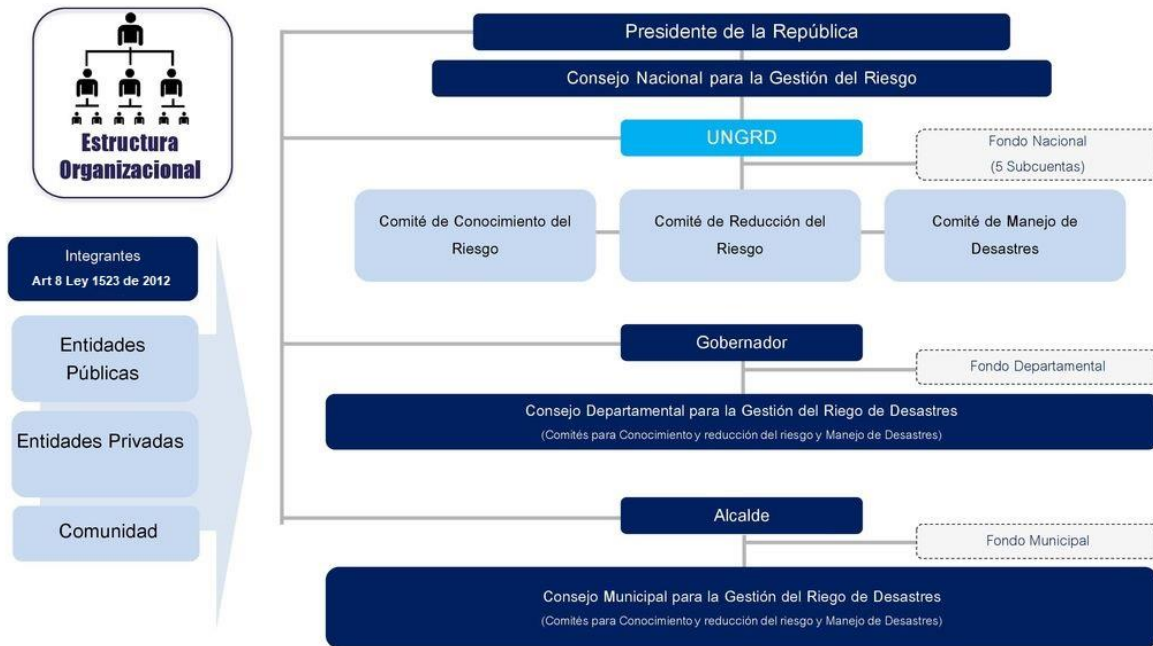 Estructura
Organizacional
Integrantes
Art 8 Ley 1523 de 2012
Entidades
Públicas
Entidades Privadas
Comunidad
Presidente de la República
Consejo Nacional para la Gestión del Riesgo
UNGRD
Fondo Nacional
(5 Subcuentas)
Comité de Conocimiento del
Riesgo
Comité de Reducción del
Riesgo
Comité de Manejo de
Desastres
Gobernador
Fondo Departamental
Consejo Departamental para la Gestión del Riego de Desastres
(Comités para Conocimiento y reducción del riesgo y Manejo de Desastres)
Alcalde
Fondo Municipal
Consejo Municipal para la Gestión del Riego de Desastres
(Comités para Conocimiento y reducción del riesgo y Manejo de Desastres)